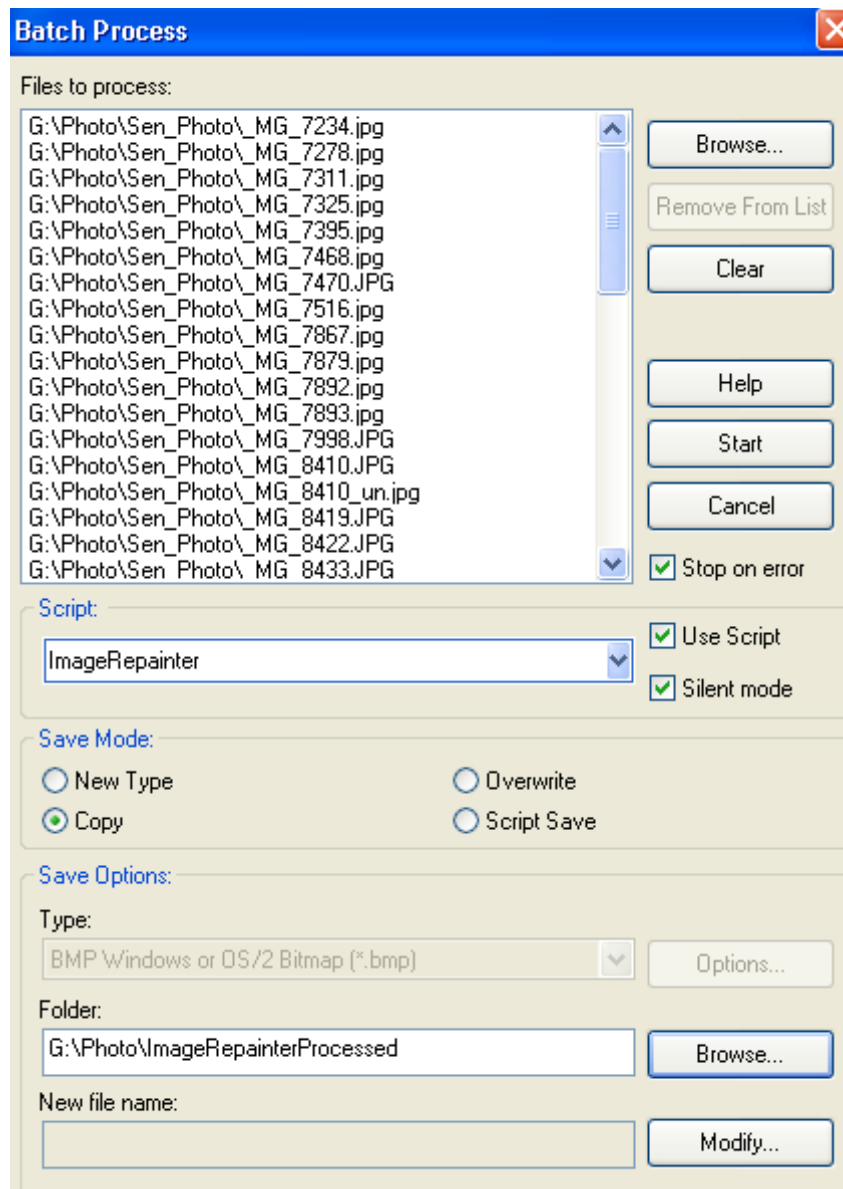 Batch Process
Files to process:
G:\Photo\Sen_Photo\_MG_7234.jpg
G:\Photo\Sen_Photo\_MG_7278.jpg
G:\Photo\Sen_Photo\_MG_7311.jpg
G:\Photo\Sen_Photo\_MG_7325.jpg
G:\Photo\Sen_Photo\_MG_7395.jpg
G:\Photo\Sen_Photo\_MG_7468.jpg
G:\Photo\Sen_Photo\_MG_7470.JPG
G:\Photo\Sen_Photo\_MG_7516.jpg
G:\Photo\Sen_Photo\_MG_7867.jpg
G:\Photo\Sen_Photo\_MG_7879.jpg
G:\Photo\Sen_Photo\_MG_7892.jpg
G:\Photo\Sen_Photo\_MG_7893.jpg
G:\Photo\Sen_Photo\_MG_7998.JPG
G:\Photo\Sen_Photo\_MG_8410.JPG
G:\Photo\Sen_Photo\_MG_8410_un.jpg
G:\Photo\Sen_Photo\_MG_8419.JPG
G:\Photo\Sen_Photo\_MG_8422.JPG
G:\Photo\Sen_Photo\_MG_8433.JPG
Browse...
Remove From List
Clear
Help
Start
Cancel
Stop on error
Script:
ImageRepainter
Use Script
Silent mode
Save Mode:
New Type
Overwrite
Copy
Script Save
Save Options:
Type:
BMP Windows or OS/2 Bitmap (*.bmp)
Options...
Folder:
G:\Photo\ImageRepainterProcessed
Browse...
New file name:
Modify...